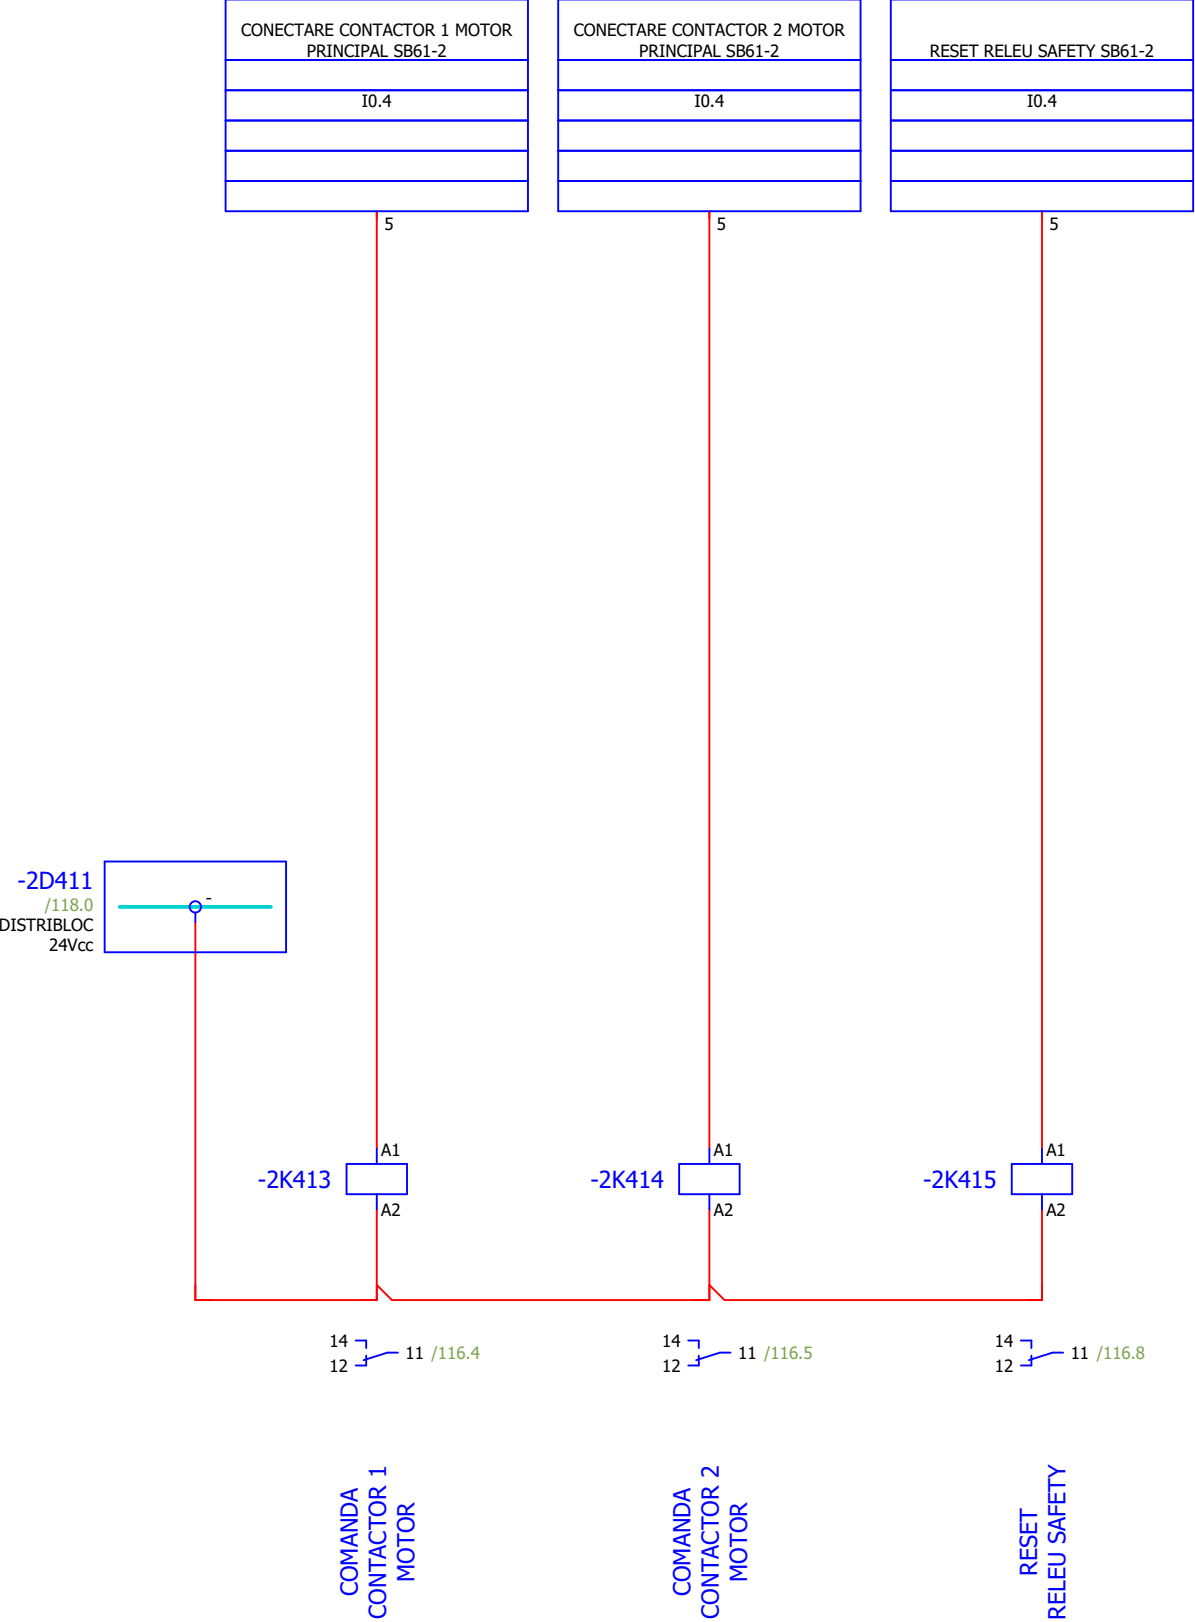 CONECTARE CONTACTOR 1 MOTOR
PRINCIPAL SB61-2
I0.4
5
CONECTARE CONTACTOR 2 MOTOR
PRINCIPAL SB61-2
I0.4
5
RESET RELEU SAFETY SB61-2
I0.4
5
-2D411
/118.0
DISTRIBLOC
24Vcc
-
A1
-2K413
A2
A1
-2K414
A2
A1
-2K415
A2
14
12
11 /116.4
14
12
11 /116.5
14
12
11 /116.8
COMANDA
CONTACTOR 1
MOTOR
COMANDA
CONTACTOR 2
MOTOR
RESET
RELEU SAFETY